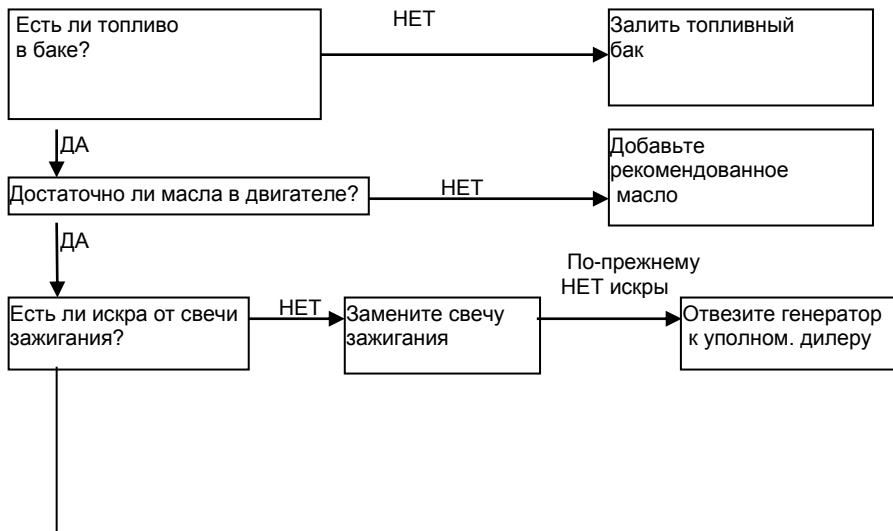 Есть ли топливо
в баке?
НЕТ
Залить топливный
бак
ДА
Достаточно ли масла в двигателе?
НЕТ
Добавьте
рекомендованное
масло
ДА
Есть ли искра от свечи
зажигания?
НЕТ
Замените свечу
зажигания
По-прежнему
НЕТ искры
Отвезите генератор
к уполном. дилеру